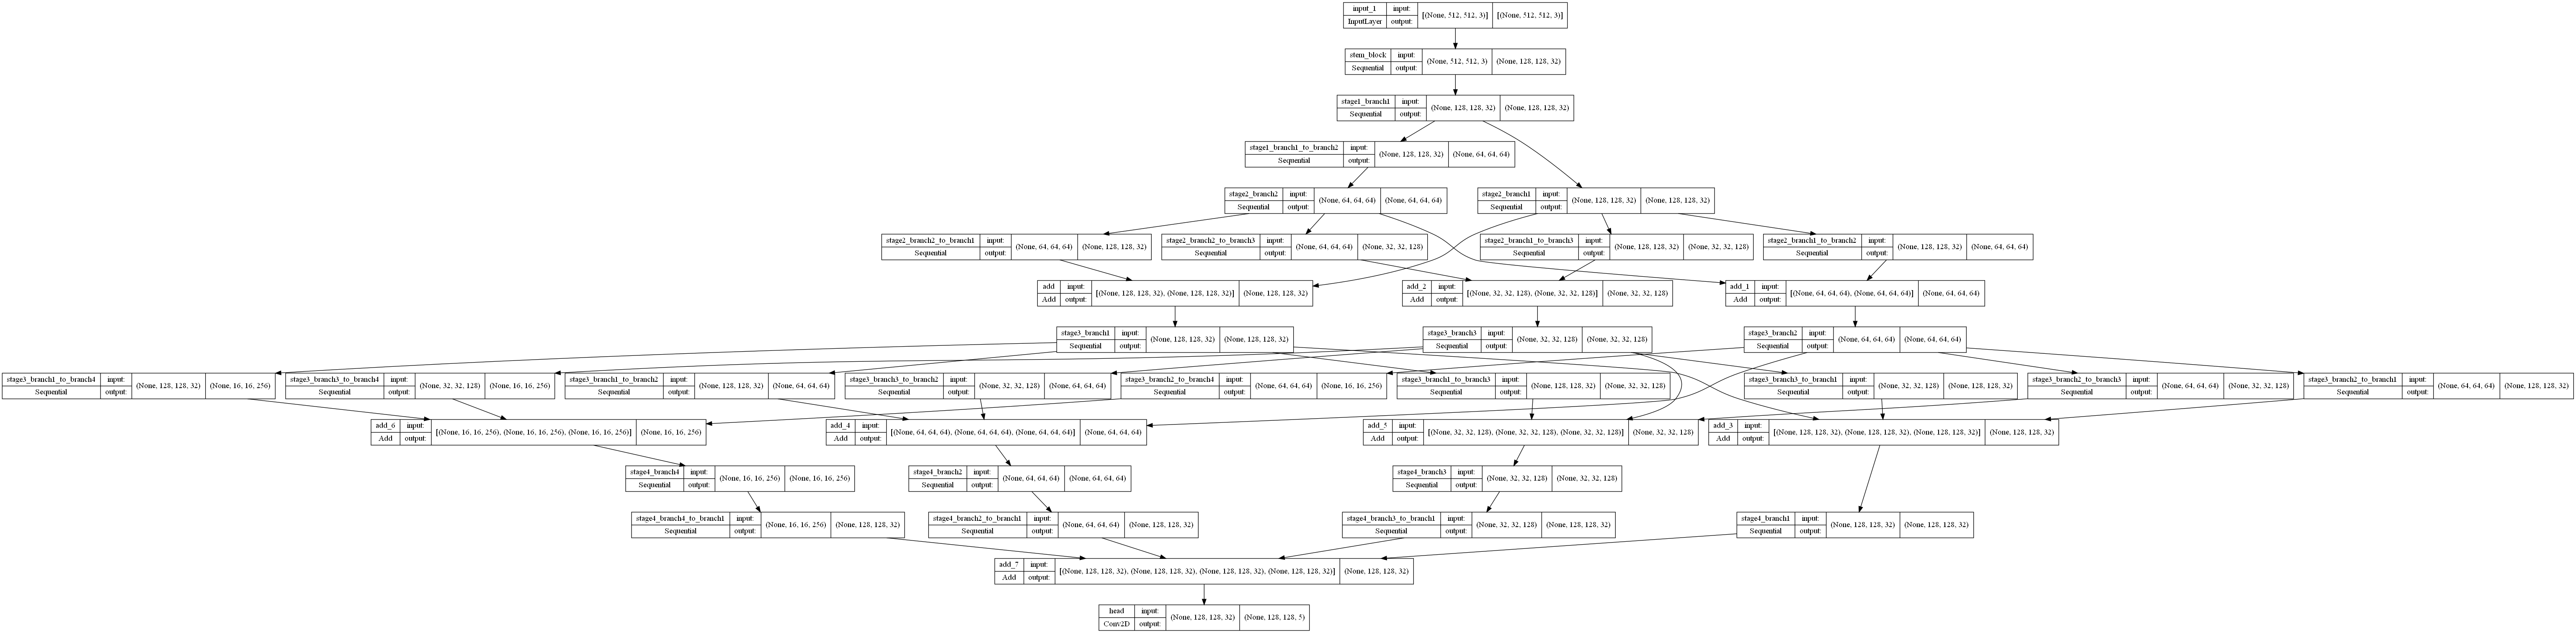 input_1 input: [(None, 512, 512, 3)] [(None, 512, 512, 3)]
InputLayer output:
stem_block input: (None, 512, 512, 3) (None, 128, 128, 32)
Sequential output:
stage1_branch1 input: (None, 128, 128, 32) (None, 128, 128, 32)
Sequential output:
stage1_branch1_to_branch2 input: (None, 128, 128, 32) (None, 64, 64, 64)
Sequential output:
stage2_branch2 input: (None, 64, 64, 64) (None, 64, 64, 64)
Sequential output:
stage2_branch1 input: (None, 128, 128, 32) (None, 128, 128, 32)
Sequential output:
stage2_branch2_to_branch1 input: (None, 64, 64, 64) (None, 128, 128, 32)
Sequential output:
stage2_branch2_to_branch3 input: (None, 64, 64, 64) (None, 32, 32, 128)
Sequential output:
stage2_branch1_to_branch3 input: (None, 128, 128, 32) (None, 32, 32, 128)
Sequential output:
stage2_branch1_to_branch2 input: (None, 128, 128, 32) (None, 64, 64, 64)
Sequential output:
add input: [(None, 128, 128, 32), (None, 128, 128, 32)] (None, 128, 128, 32)
Add output:
add_2 input: [(None, 32, 32, 128), (None, 32, 32, 128)] (None, 32, 32, 128)
Add output:
add_1 input: [(None, 64, 64, 64), (None, 64, 64, 64)] (None, 64, 64, 64)
Add output:
stage3_branch1 input: (None, 128, 128, 32) (None, 128, 128, 32)
Sequential output:
stage3_branch3 input: (None, 32, 32, 128) (None, 32, 32, 128)
Sequential output:
stage3_branch2 input: (None, 64, 64, 64) (None, 64, 64, 64)
Sequential output:
stage3_branch1_to_branch4 input: (None, 128, 128, 32) (None, 16, 16, 256)
Sequential output:
stage3_branch3_to_branch4 input: (None, 32, 32, 128) (None, 16, 16, 256)
Sequential output:
stage3_branch1_to_branch2 input: (None, 128, 128, 32) (None, 64, 64, 64)
Sequential output:
stage3_branch3_to_branch2 input: (None, 32, 32, 128) (None, 64, 64, 64)
Sequential output:
stage3_branch2_to_branch4 input: (None, 64, 64, 64) (None, 16, 16, 256)
Sequential output:
stage3_branch1_to_branch3 input: (None, 128, 128, 32) (None, 32, 32, 128)
Sequential output:
stage3_branch3_to_branch1 input: (None, 32, 32, 128) (None, 128, 128, 32)
Sequential output:
stage3_branch2_to_branch3 input: (None, 64, 64, 64) (None, 32, 32, 128)
Sequential output:
stage3_branch2_to_branch1 input: (None, 64, 64, 64) (None, 128, 128, 32)
Sequential output:
add_6 input: [(None, 16, 16, 256), (None, 16, 16, 256), (None, 16, 16, 256)] (None, 16, 16, 256)
Add output:
add_4 input: [(None, 64, 64, 64), (None, 64, 64, 64), (None, 64, 64, 64)] (None, 64, 64, 64)
Add output:
add_5 input: [(None, 32, 32, 128), (None, 32, 32, 128), (None, 32, 32, 128)] (None, 32, 32, 128)
Add output:
add_3 input: [(None, 128, 128, 32), (None, 128, 128, 32), (None, 128, 128, 32)] (None, 128, 128, 32)
Add output:
stage4_branch4 input: (None, 16, 16, 256) (None, 16, 16, 256)
Sequential output:
stage4_branch2 input: (None, 64, 64, 64) (None, 64, 64, 64)
Sequential output:
stage4_branch3 input: (None, 32, 32, 128) (None, 32, 32, 128)
Sequential output:
stage4_branch4_to_branch1 input: (None, 16, 16, 256) (None, 128, 128, 32)
Sequential output:
stage4_branch2_to_branch1 input: (None, 64, 64, 64) (None, 128, 128, 32)
Sequential output:
stage4_branch3_to_branch1 input: (None, 32, 32, 128) (None, 128, 128, 32)
Sequential output:
stage4_branch1 input: (None, 128, 128, 32) (None, 128, 128, 32)
Sequential output:
add_7 input: [(None, 128, 128, 32), (None, 128, 128, 32), (None, 128, 128, 32), (None, 128, 128, 32)] (None, 128, 128, 32)
Add output:
head input: (None, 128, 128, 32) (None, 128, 128, 5)
Conv2D output: